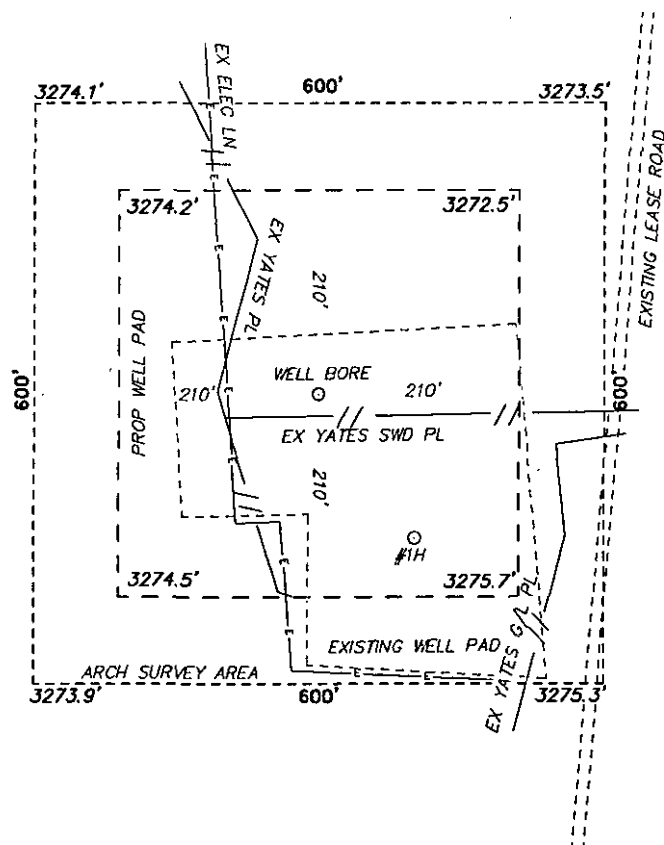 EX ELEC LN
3274.1'
600'
3273.5'
3274.2'
3272.5'
EX YATES PL
210'
EXISTING LEASE ROAD
PROP WELL PAD
600'
210'
WELL BORE
210'
600'
EX YATES SWD PL
210'
#1H
3274.5'
3275.7'
EXISTING WELL PAD
EX YATES G/L PL
ARCH SURVEY AREA
3273.9'
600'
3275.3'
E
E
E
E
E
E
E
E
E